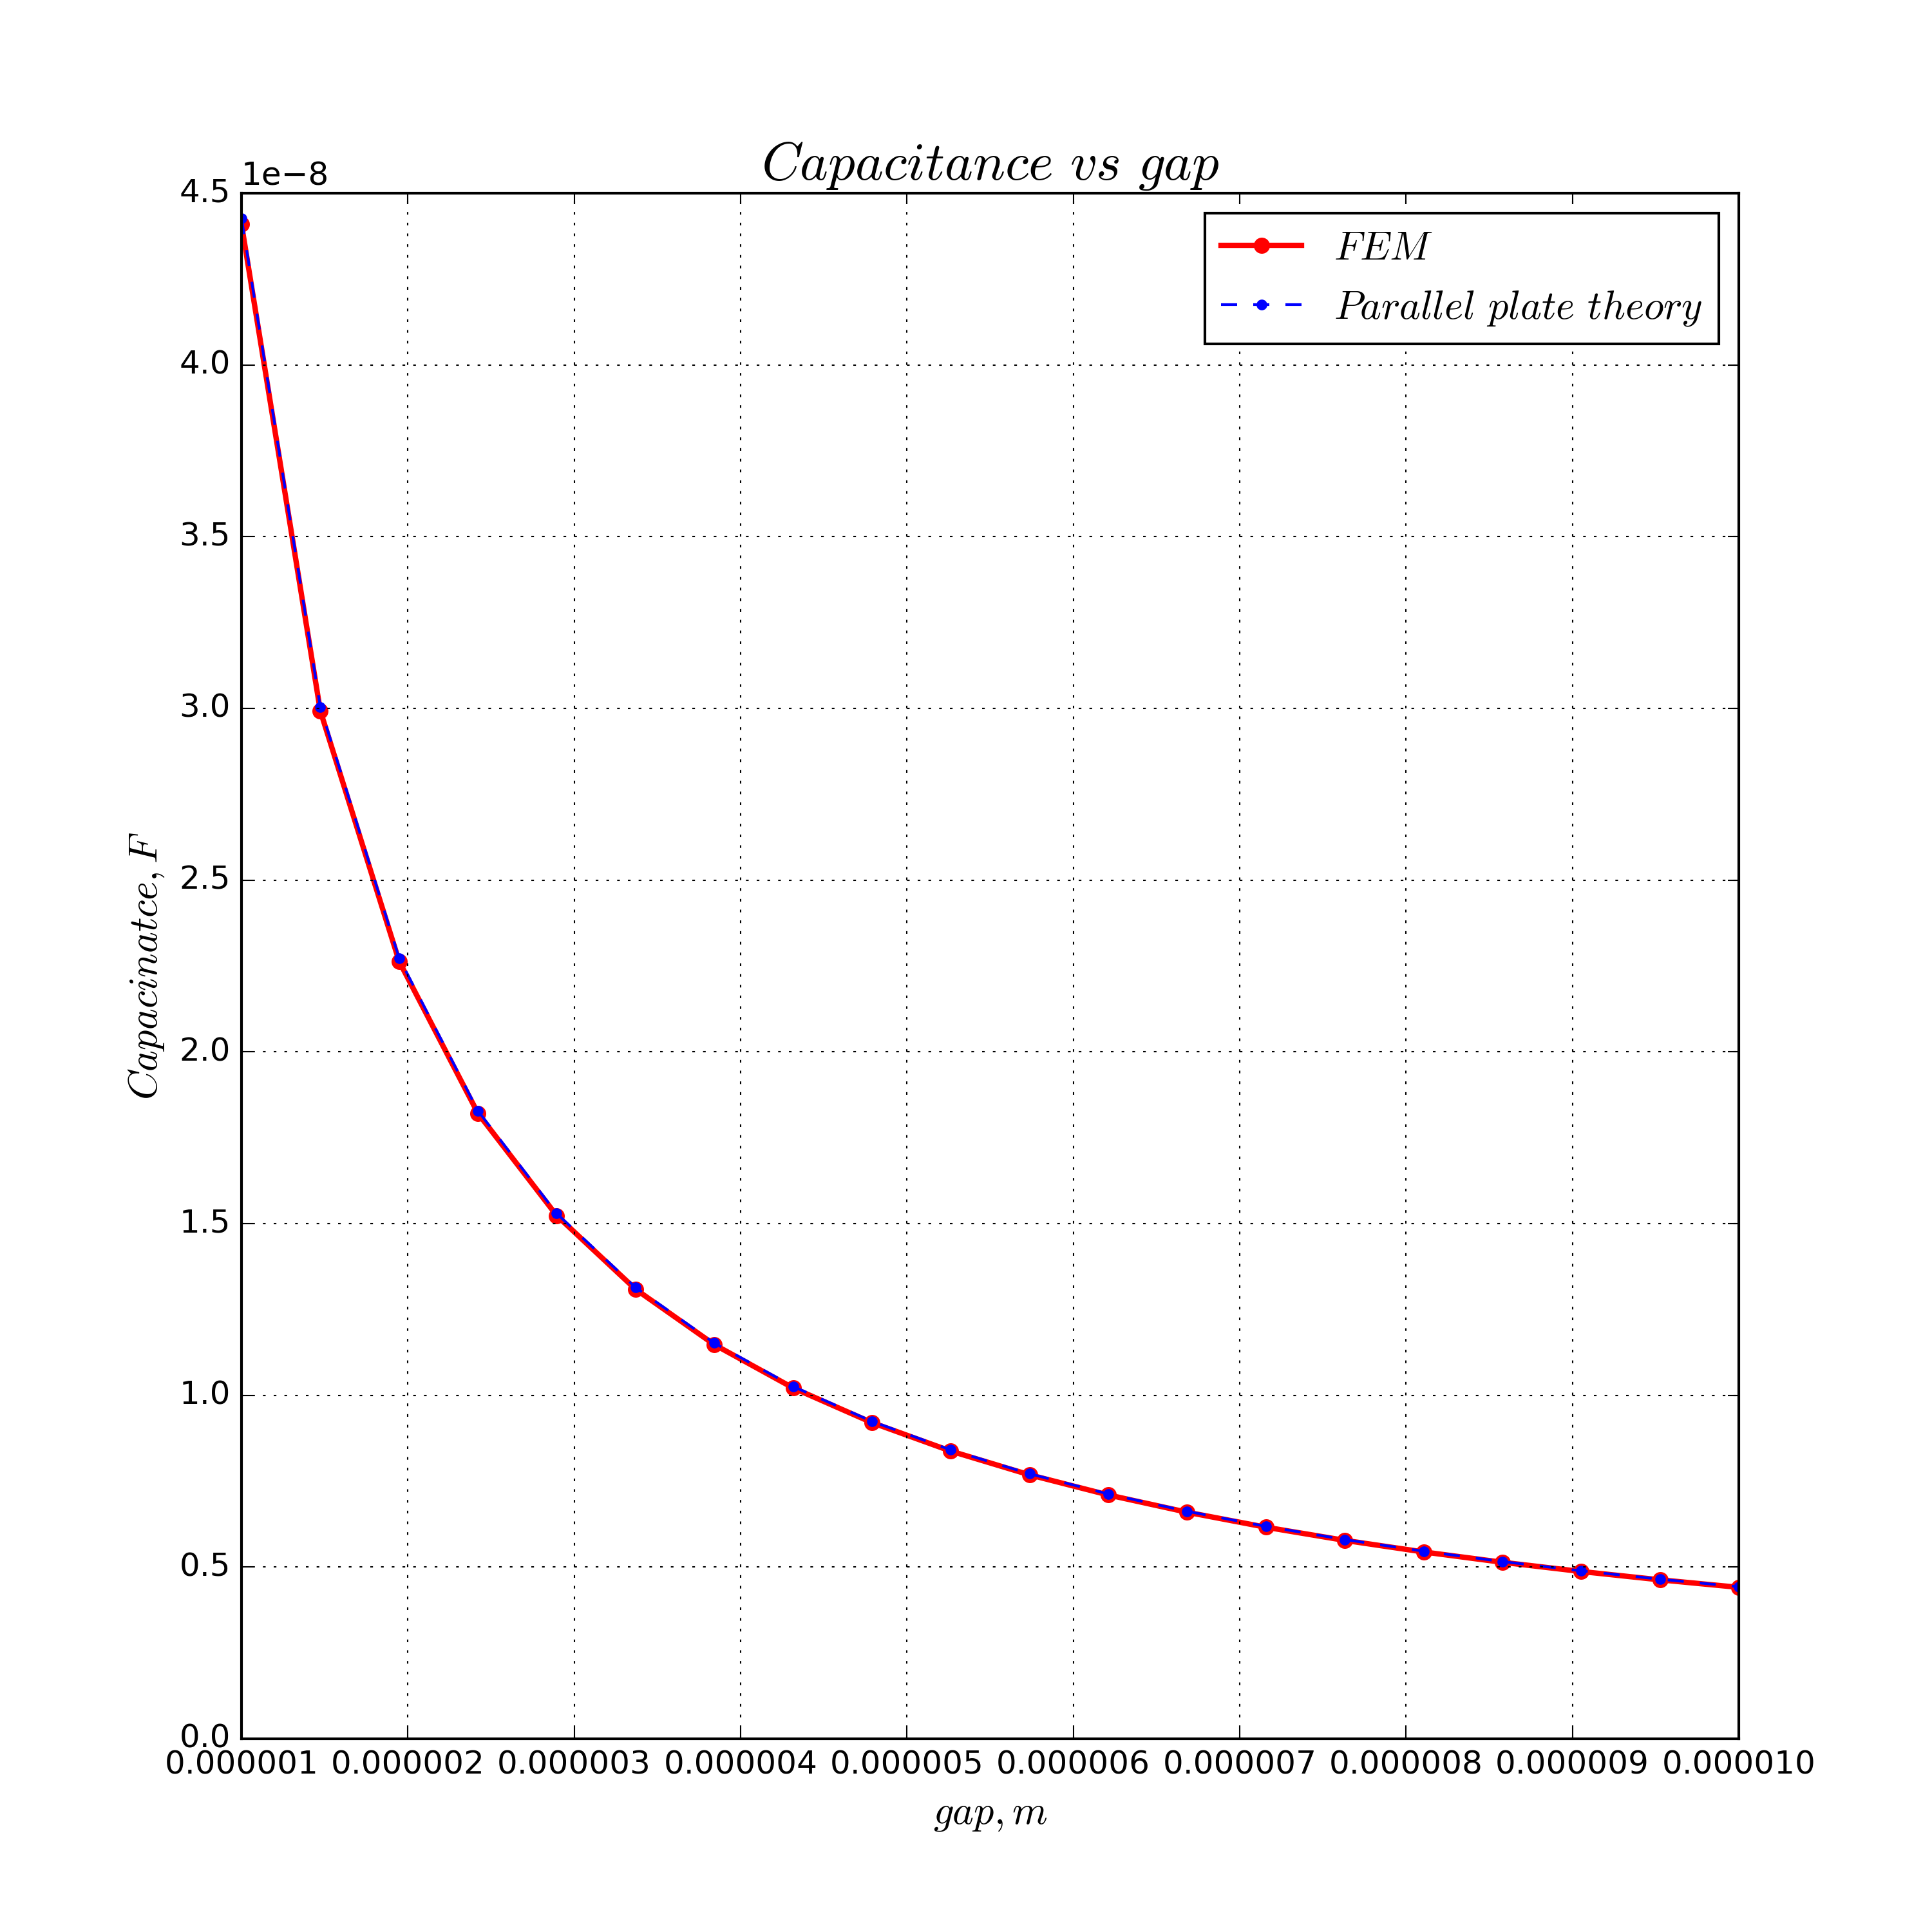 Capacitance vs gap
1e−8
4.5
4.0
3.5
3.0
2.5
2.0
1.5
1.0
0.5
0.0
Capacinatce, F
FEM
Parallel plate theory
0.000001 0.000002 0.000003 0.000004 0.000005 0.000006 0.000007 0.000008 0.000009 0.000010
gap, m